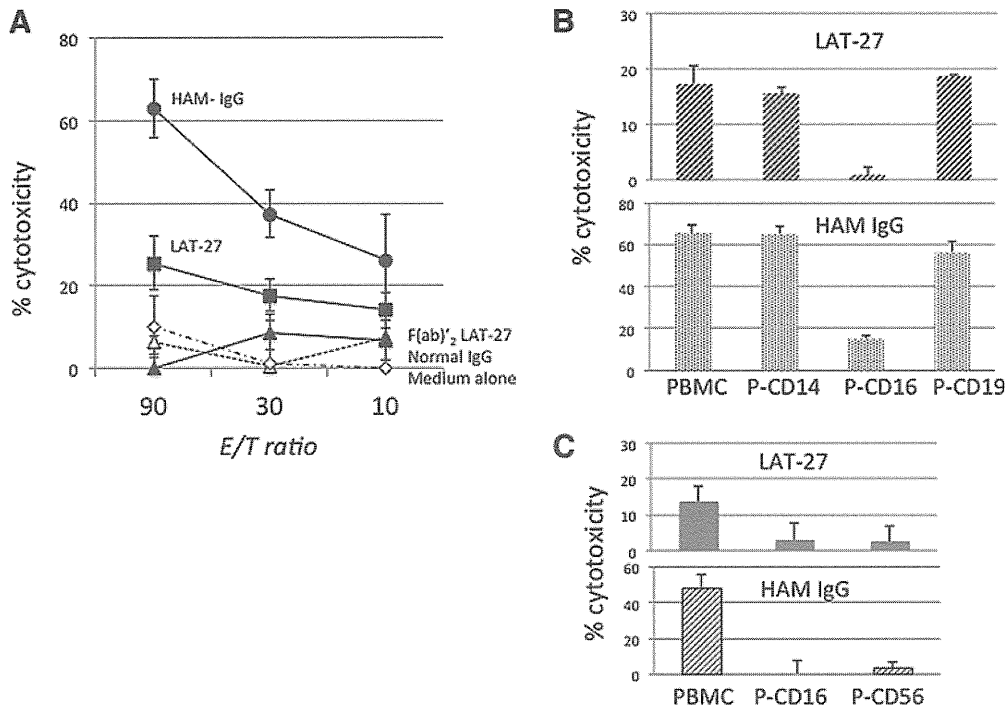 A
80
60
40
20
0
% cytotoxicity
HAM- IgG
LAT-27
F(ab)'₂ LAT-27
Normal IgG
Medium alone
90 30 10
E/T ratio
B
30
20
10
0
LAT-27
% cytotoxicity
80
60
40
20
0
HAM IgG
PBMC P-CD14 P-CD16 P-CD19
C
30
20
10
0
LAT-27
% cytotoxicity
60
40
20
0
HAM IgG
PBMC P-CD16 P-CD56